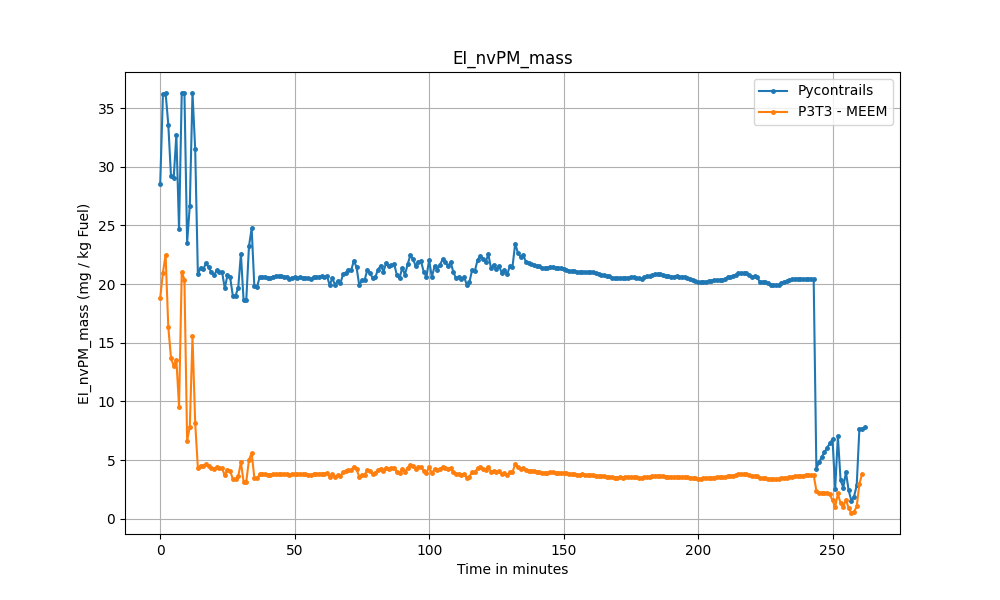 EI_nvPM_mass
Pycontrails
P3T3 - MEEM
EI_nvPM_mass (mg / kg Fuel)
35
30
25
20
15
10
5
0
0 50 100 150 200 250
Time in minutes